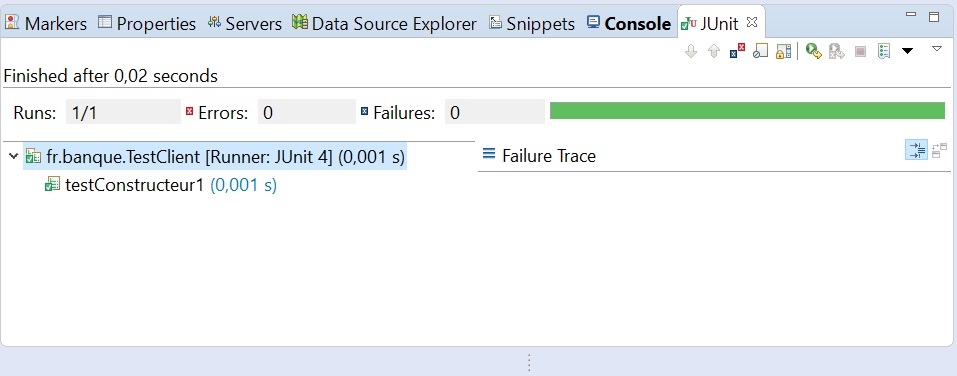 Markers Properties Servers Data Source Explorer Snippets Console JUnit
Finished after 0,02 seconds
Runs: 1/1 Errors: 0 Failures: 0
fr.banque.TestClient [Runner: JUnit 4] (0,001 s)
Failure Trace
testConstructeur1 (0,001 s)